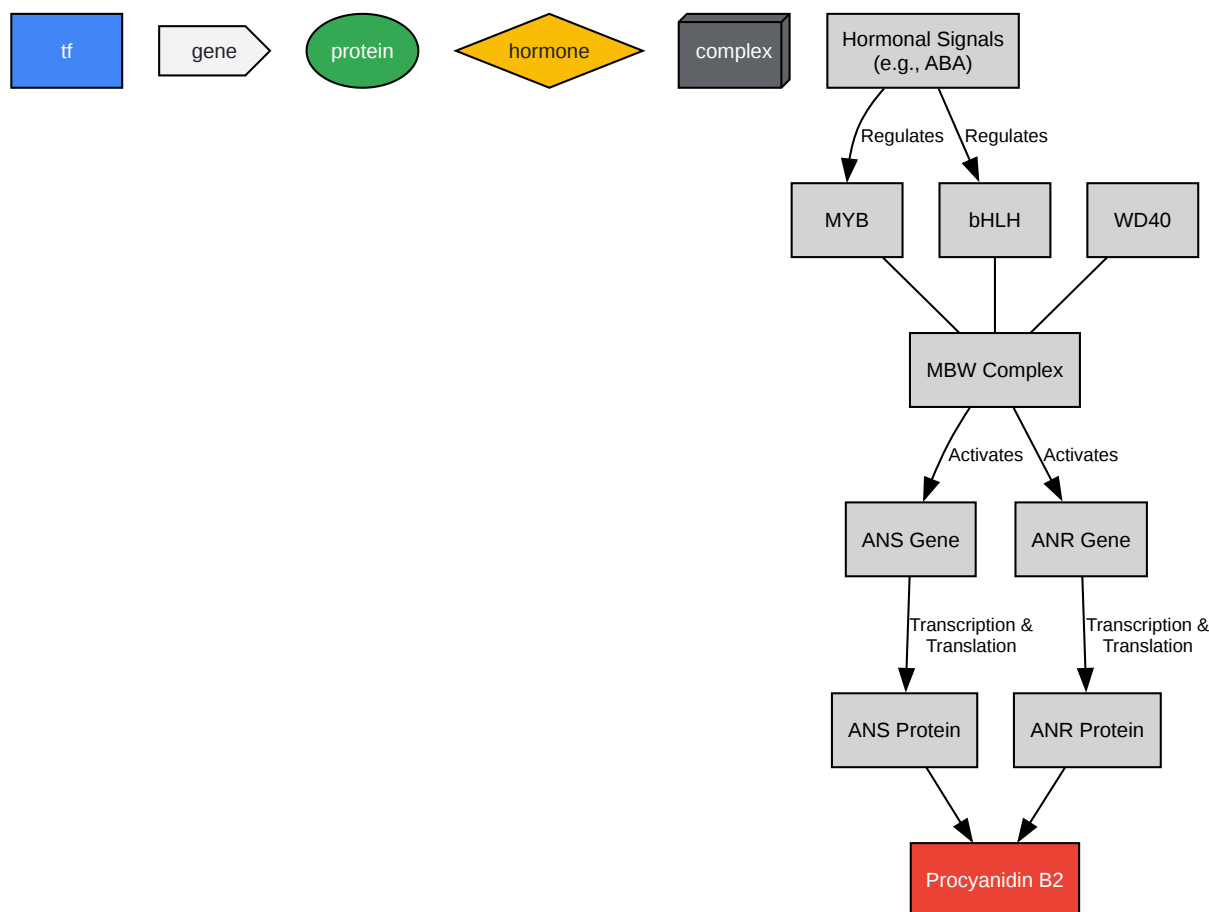 tf
gene
protein
hormone
complex
Hormonal Signals
(e.g., ABA)
Regulates
Regulates
MYB
bHLH
WD40
MBW Complex
Activates
Activates
ANS Gene
ANR Gene
Transcription &
Translation
Transcription &
Translation
ANS Protein
ANR Protein
Procyanidin B2